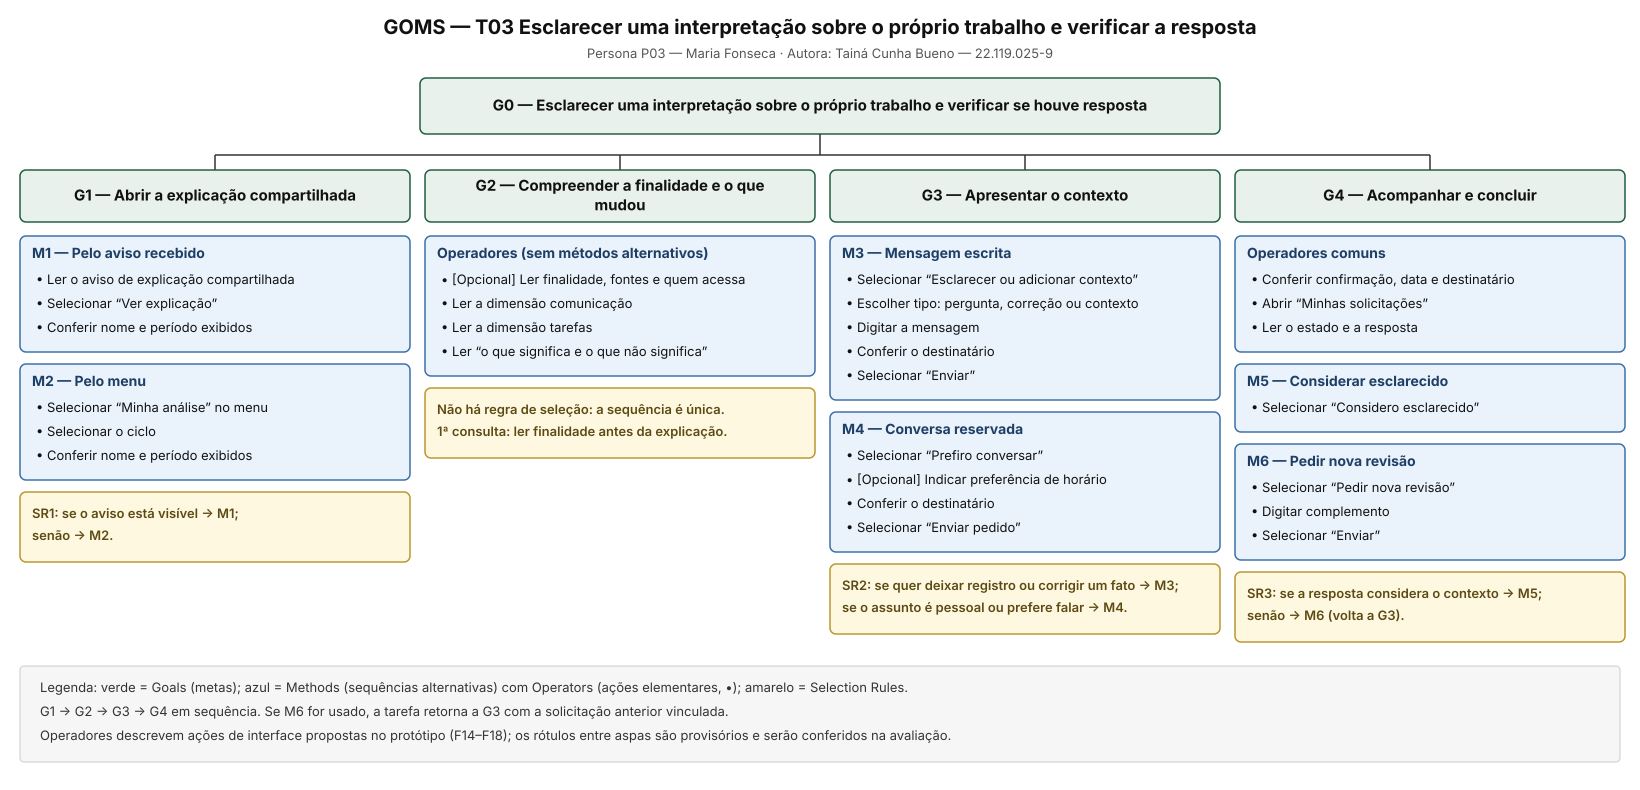 GOMS — T03 Esclarecer uma interpretação sobre o próprio trabalho e verificar a resposta
Persona P03 — Maria Fonseca · Autora: Tainá Cunha Bueno — 22.119.025-9
G0 — Esclarecer uma interpretação sobre o próprio trabalho e verificar se houve resposta
G1 — Abrir a explicação compartilhada
M1 — Pelo aviso recebido
• Ler o aviso de explicação compartilhada
• Selecionar “Ver explicação”
• Conferir nome e período exibidos
M2 — Pelo menu
• Selecionar “Minha análise” no menu
• Selecionar o ciclo
• Conferir nome e período exibidos
SR1: se o aviso está visível → M1;
senão → M2.
G2 — Compreender a finalidade e o que
mudou
Operadores (sem métodos alternativos)
• [Opcional] Ler finalidade, fontes e quem acessa
• Ler a dimensão comunicação
• Ler a dimensão tarefas
• Ler “o que significa e o que não significa”
Não há regra de seleção: a sequência é única.
1ª consulta: ler finalidade antes da explicação.
G3 — Apresentar o contexto
M3 — Mensagem escrita
• Selecionar “Esclarecer ou adicionar contexto”
• Escolher tipo: pergunta, correção ou contexto
• Digitar a mensagem
• Conferir o destinatário
• Selecionar “Enviar”
M4 — Conversa reservada
• Selecionar “Prefiro conversar”
• [Opcional] Indicar preferência de horário
• Conferir o destinatário
• Selecionar “Enviar pedido”
SR2: se quer deixar registro ou corrigir um fato → M3;
se o assunto é pessoal ou prefere falar → M4.
G4 — Acompanhar e concluir
Operadores comuns
• Conferir confirmação, data e destinatário
• Abrir “Minhas solicitações”
• Ler o estado e a resposta
M5 — Considerar esclarecido
• Selecionar “Considero esclarecido”
M6 — Pedir nova revisão
• Selecionar “Pedir nova revisão”
• Digitar complemento
• Selecionar “Enviar”
SR3: se a resposta considera o contexto → M5;
senão → M6 (volta a G3).
Legenda: verde = Goals (metas); azul = Methods (sequências alternativas) com Operators (ações elementares, •); amarelo = Selection Rules.
G1 → G2 → G3 → G4 em sequência. Se M6 for usado, a tarefa retorna a G3 com a solicitação anterior vinculada.
Operadores descrevem ações de interface propostas no protótipo (F14–F18); os rótulos entre aspas são provisórios e serão conferidos na avaliação.